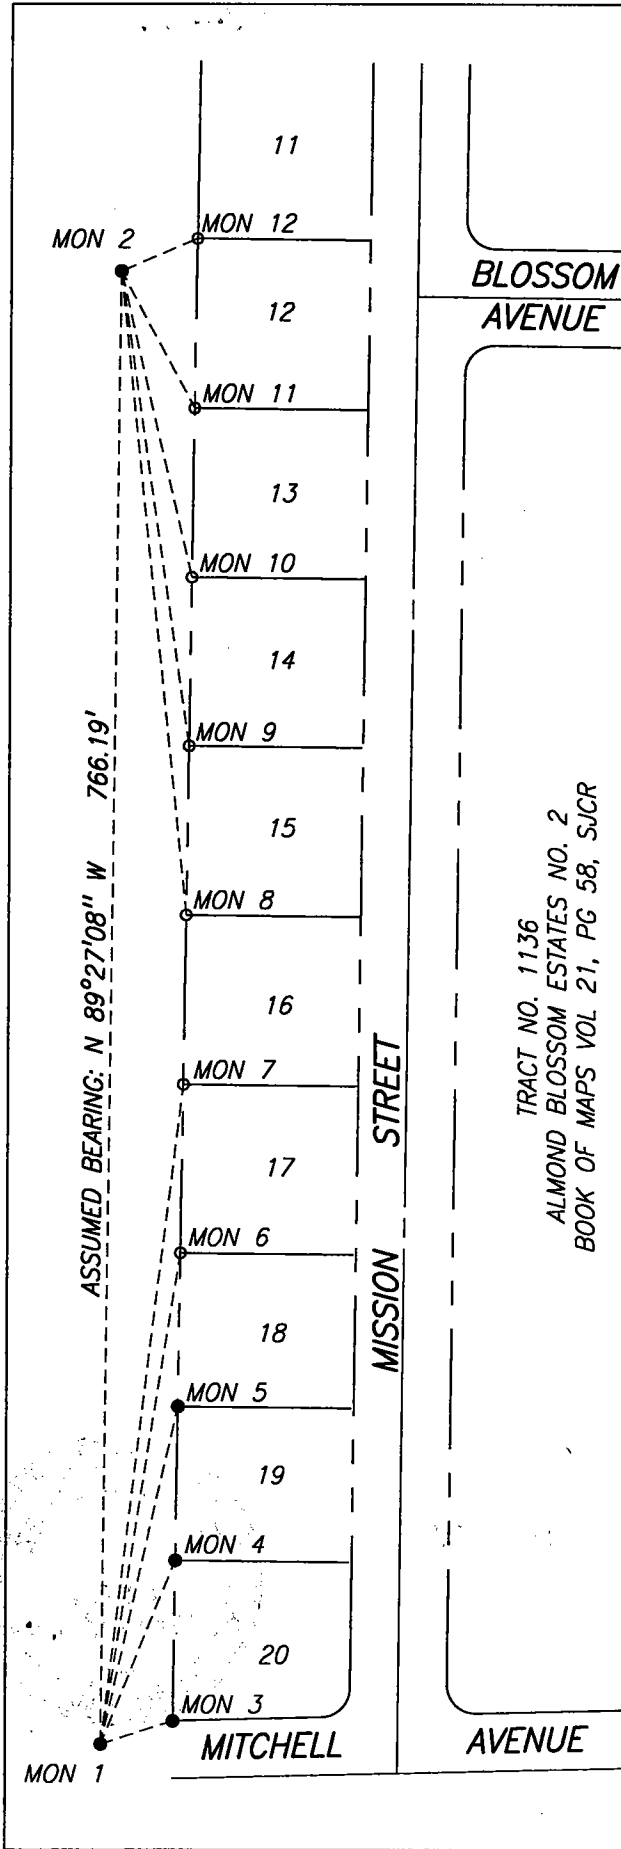 11
MON 12
MON 2
BLOSSOM
AVENUE
12
MON 11
13
MON 10
14
MON 9
15
MON 8
16
MON 7
17
MON 6
18
MON 5
19
MON 4
20
MON 3
MON 1
MITCHELL
AVENUE
ASSUMED BEARING: N 89°27'08" W 766.19'
MISSION STREET
TRACT NO. 1136
ALMOND BLOSSOM ESTATES NO. 2
BOOK OF MAPS VOL 21, PG 58, SJCR